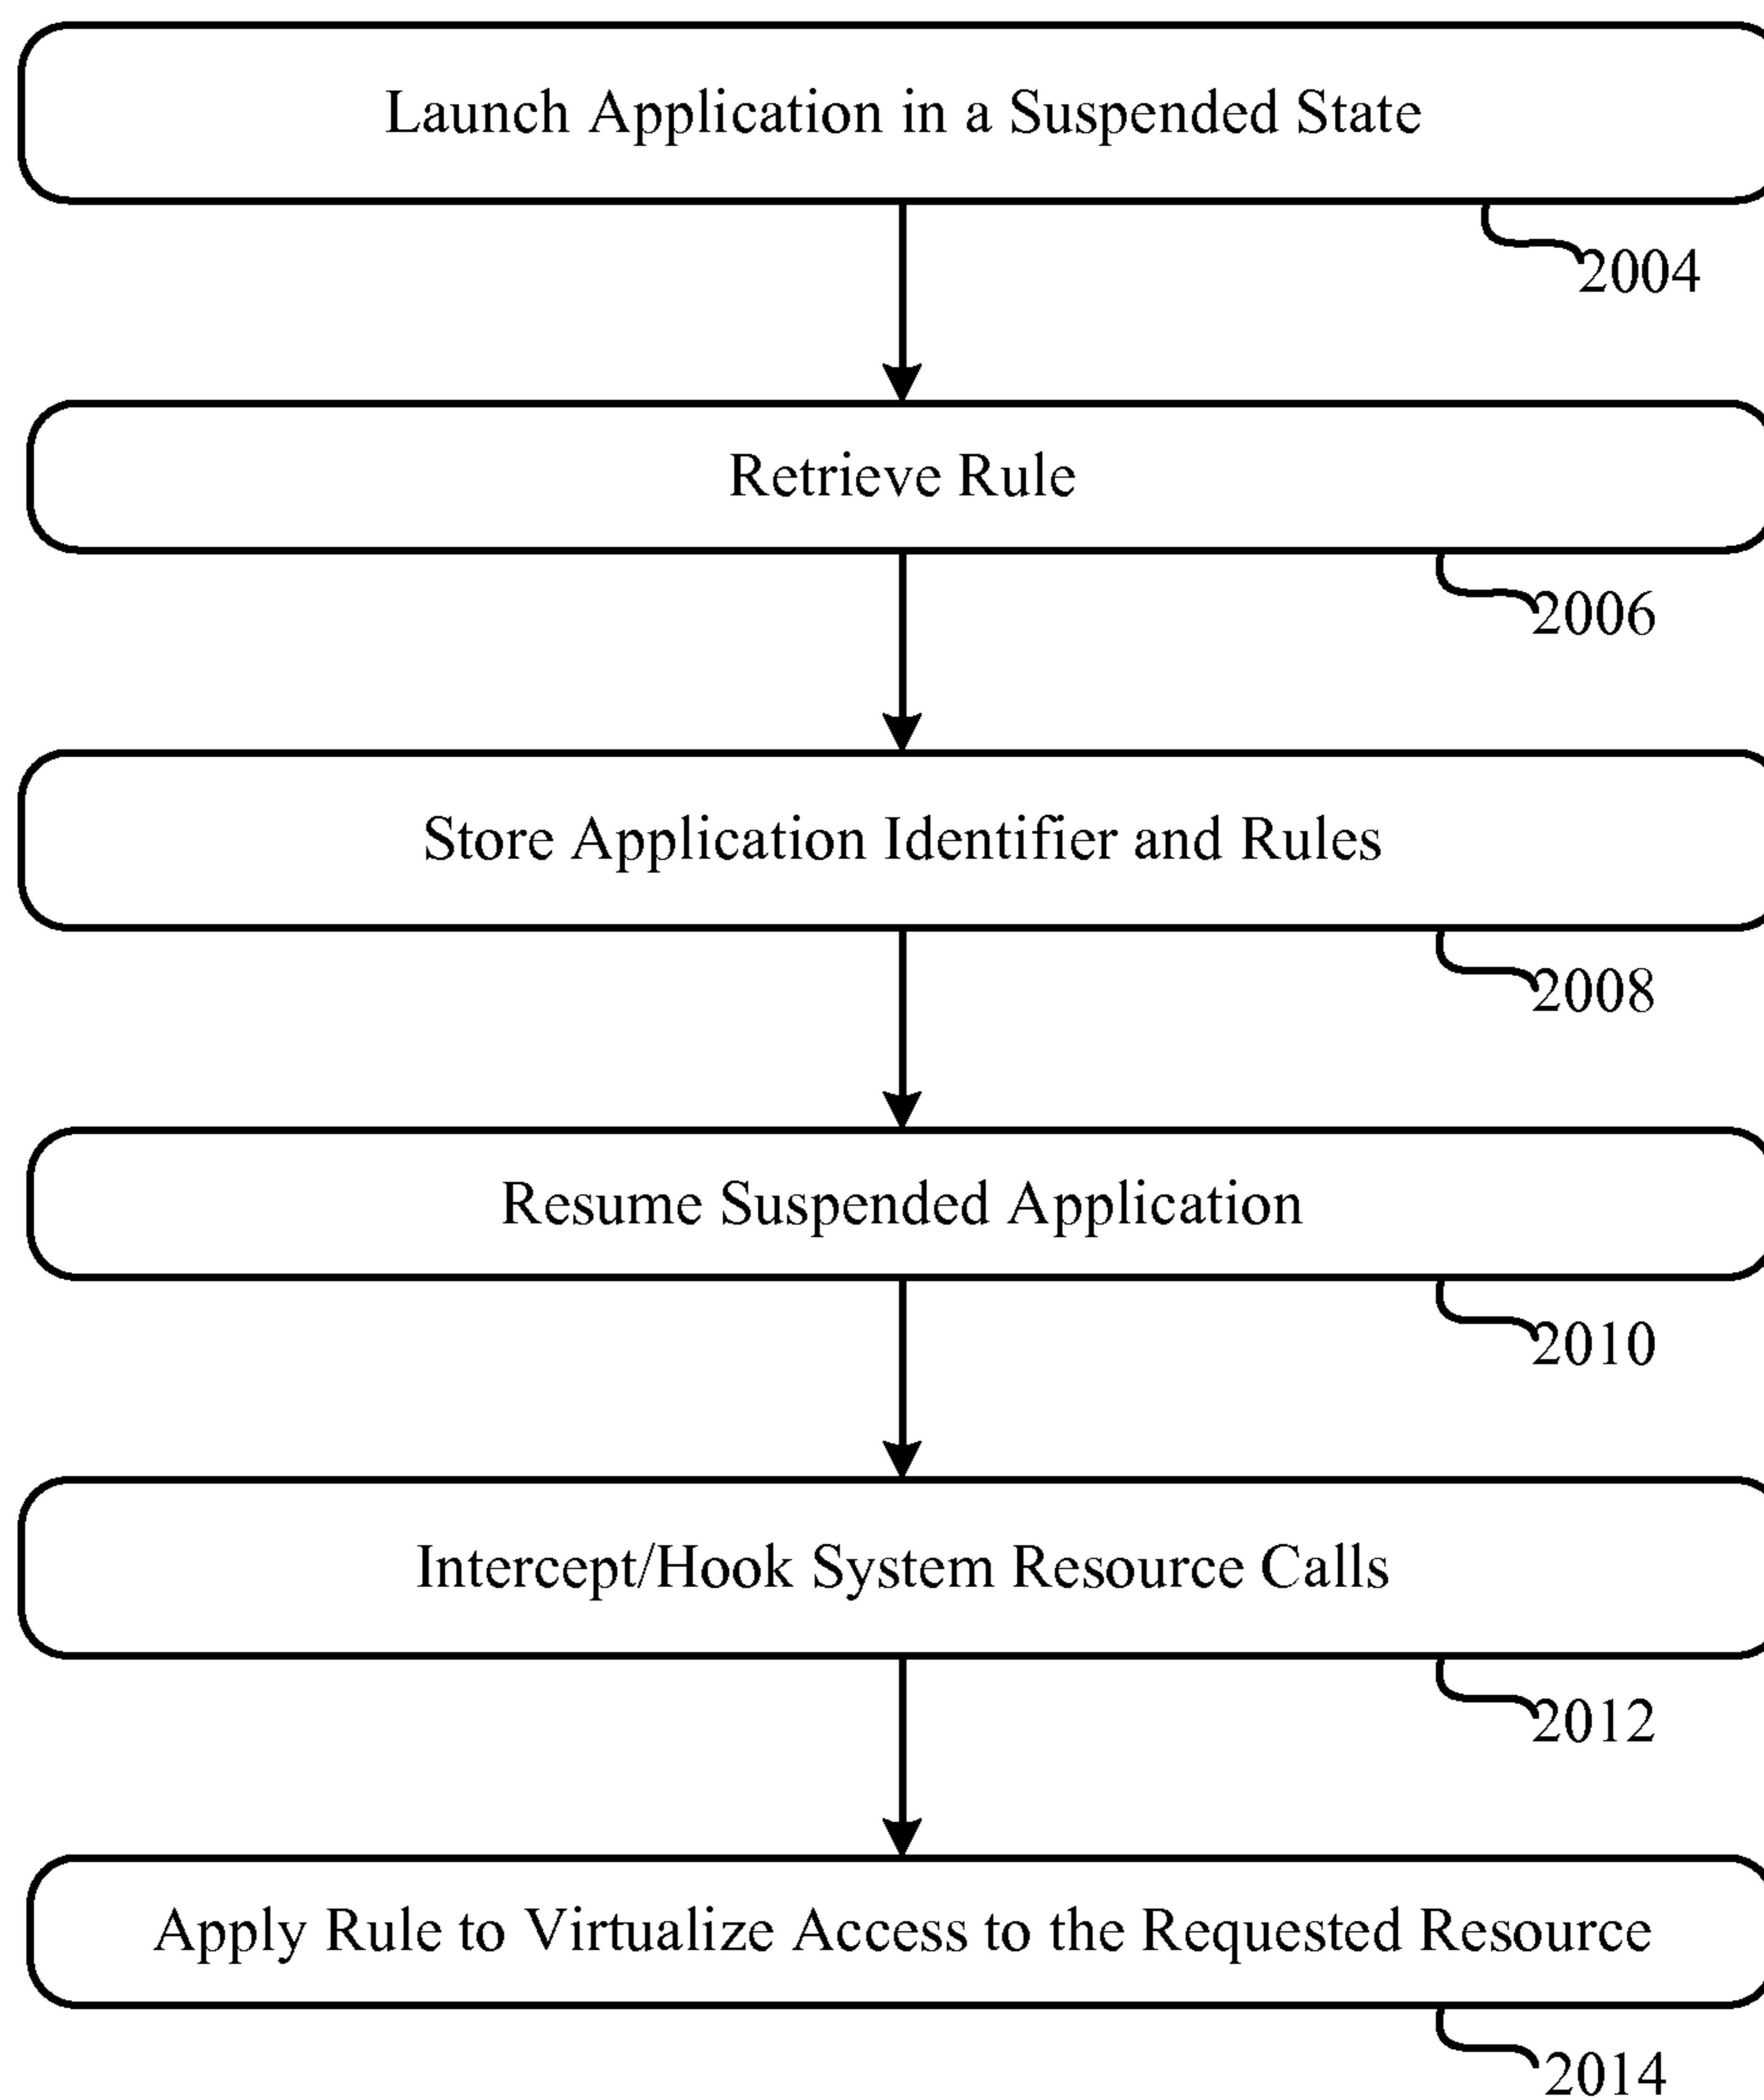 Launch Application in a Suspended State
2004
Retrieve Rule
2006
Store Application Identifier and Rules
2008
Resume Suspended Application
2010
Intercept/Hook System Resource Calls
2012
Apply Rule to Virtualize Access to the Requested Resource
2014